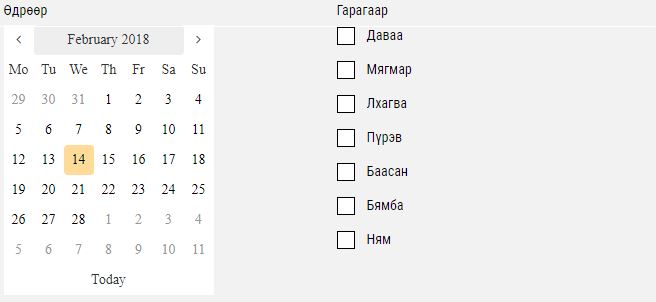 Өдрөөр
February 2018
Mo Tu We Th Fr Sa Su
29 30 31 1 2 3 4
5 6 7 8 9 10 11
12 13 14 15 16 17 18
19 20 21 22 23 24 25
26 27 28 1 2 3 4
5 6 7 8 9 10 11
Today
Гарагаар
Даваа
Мягмар
Лхагва
Пүрэв
Баасан
Бямба
Ням